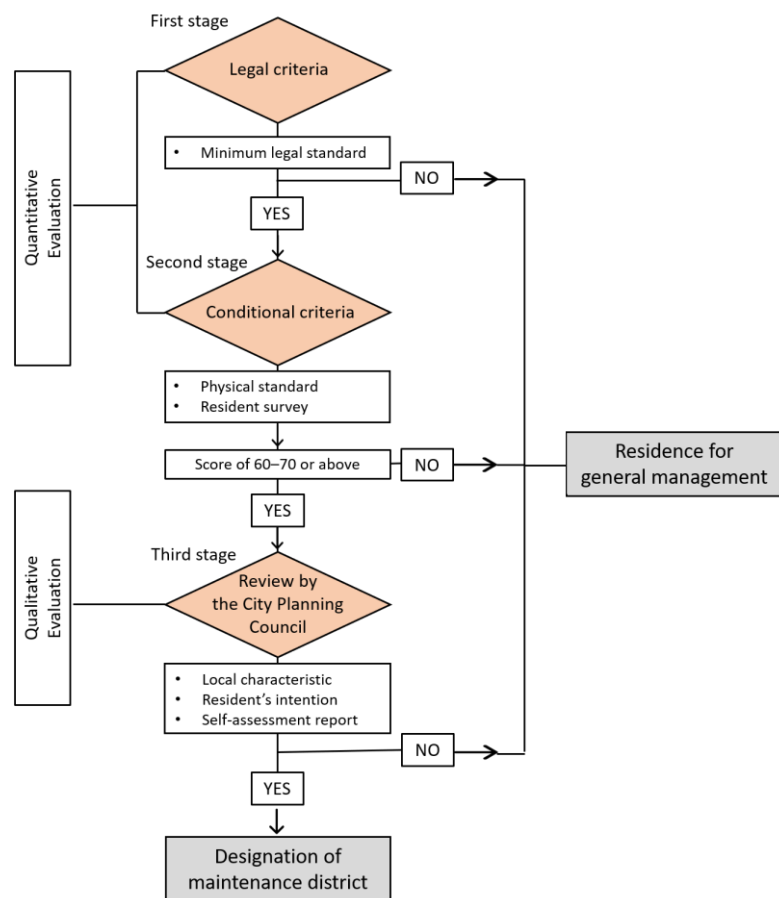 First stage
Legal criteria
• Minimum legal standard
NO
YES
Quantitative
Evaluation
Second stage
Conditional criteria
• Physical standard
• Resident survey
Score of 60–70 or above
NO
YES
Residence for
general management
Third stage
Review by
the City Planning
Council
Qualitative
Evaluation
• Local characteristic
• Resident’s intention
• Self-assessment report
NO
YES
Designation of
maintenance district